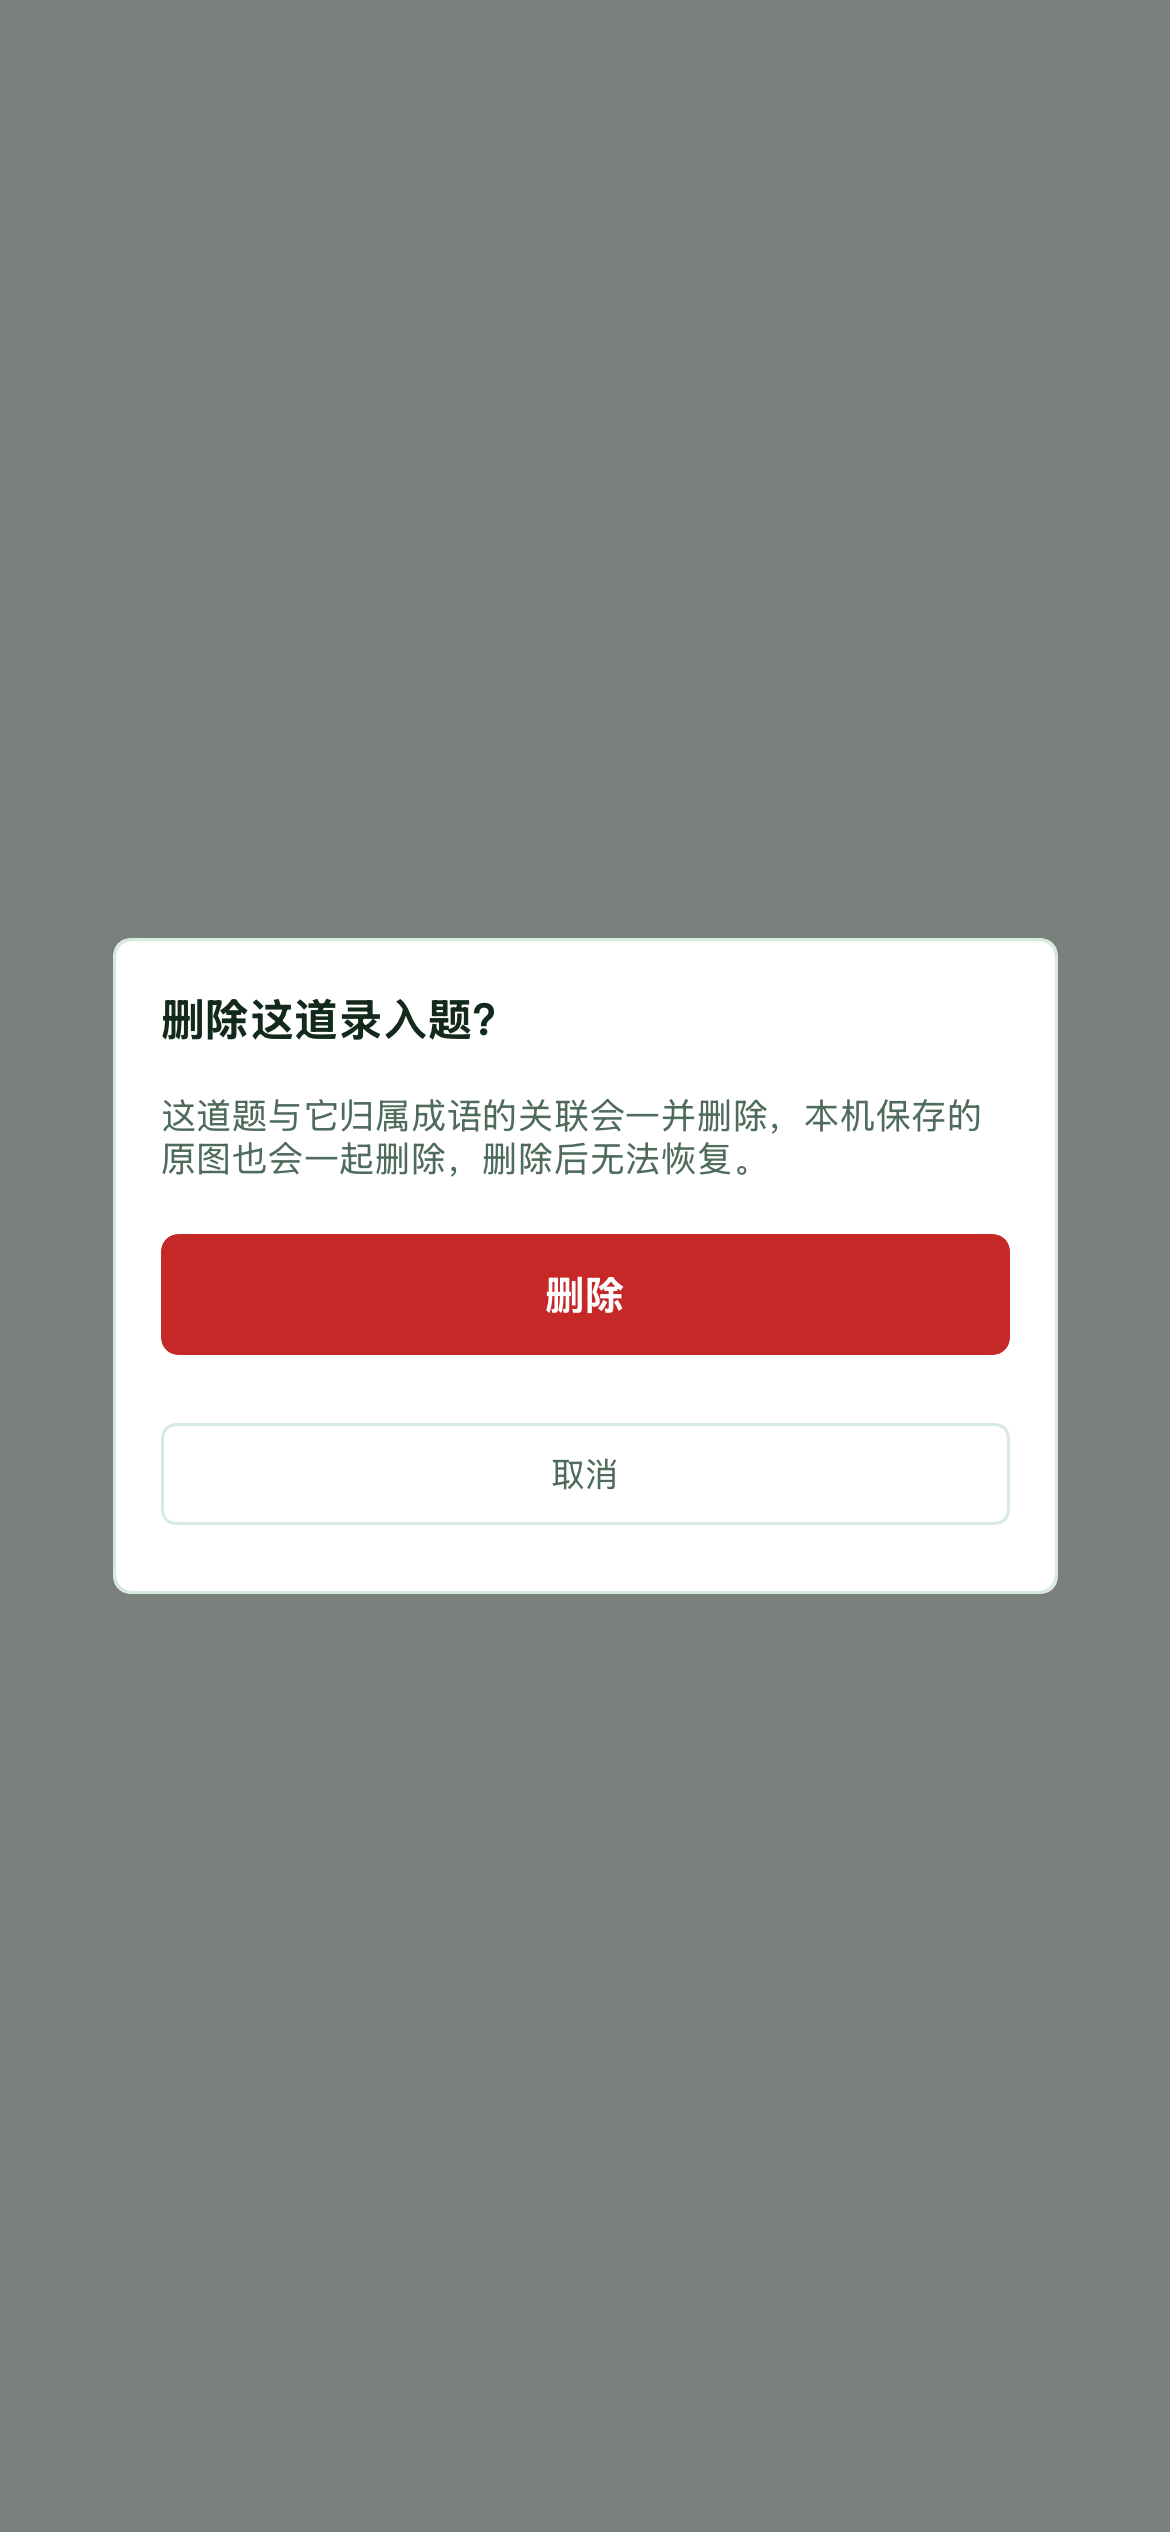 删除这道录入题？
这道题与它归属成语的关联会一并删除，本机保存的
原图也会一起删除，删除后无法恢复。
删除
取消